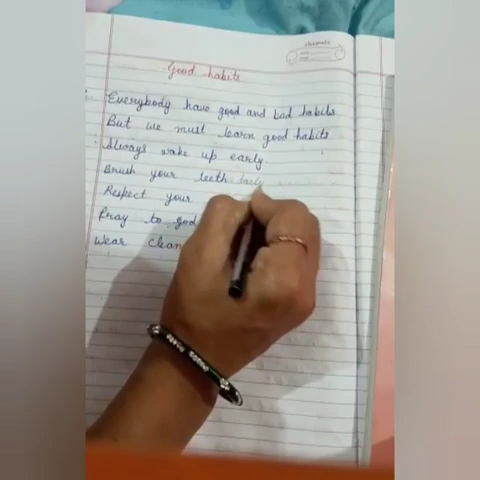 classmate
Good habits
Everybody have good and bad habits
But we must learn good habits.
Always wake up early.
Brush your teeth
Respect your
Pray to god
Wear clean